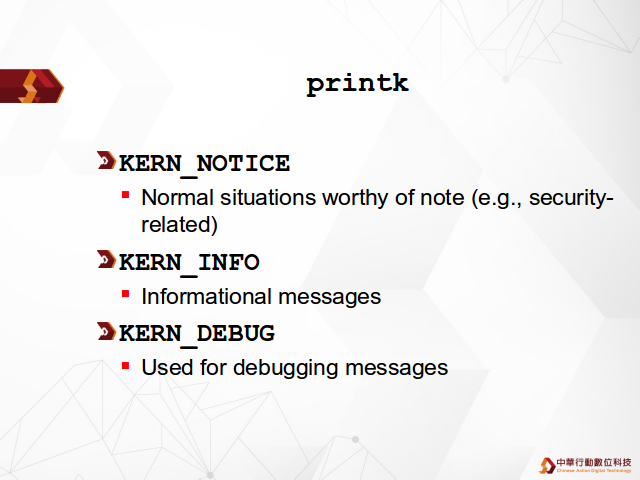 printk
KERN_NOTICE
Normal situations worthy of note (e.g., security-
related)
KERN_INFO
Informational messages
KERN_DEBUG
Used for debugging messages
中華行動數位科技
Chinese Action Digital Technology